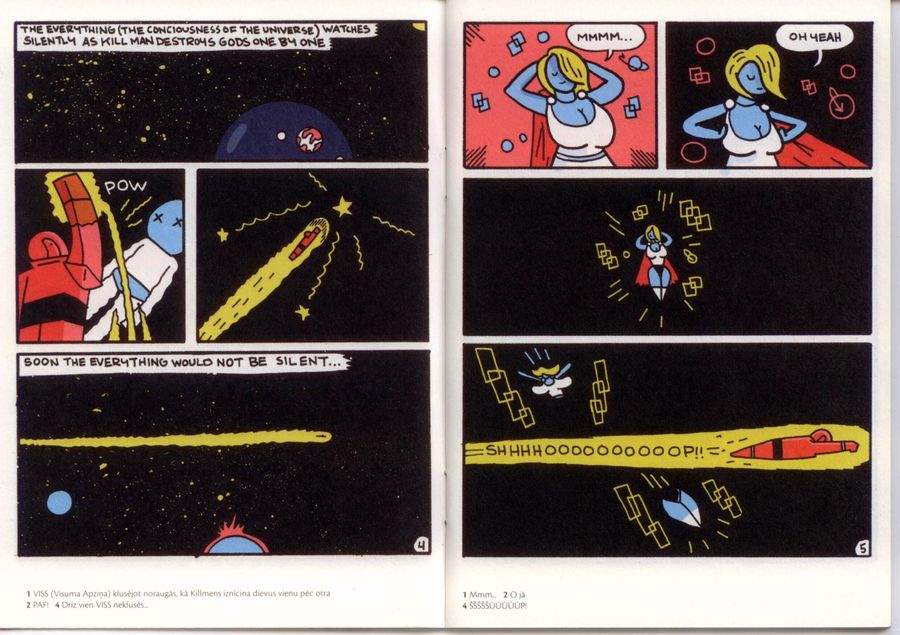 THE EVERYTHING (THE CONCIOUSNESS OF THE UNIVERSE) WATCHES
SILENTLY AS KILL MAN DESTROYS GODS ONE BY ONE
POW
SOON THE EVERYTHING WOULD NOT BE SILENT...
4
1 VISS (Visuma Apziņa) klusējot noraugās, kā Killmens iznīcina dievus vienu pēc otra
2 PAF! 4 Drīz vien VISS neklusēs...
MMMM...
OH YEAH
SHHHHOOOOOOOOOOP!!
5
1 Mmm... 2 O jā
4 ŠŠŠŠŠŪŪŪŪŪP!